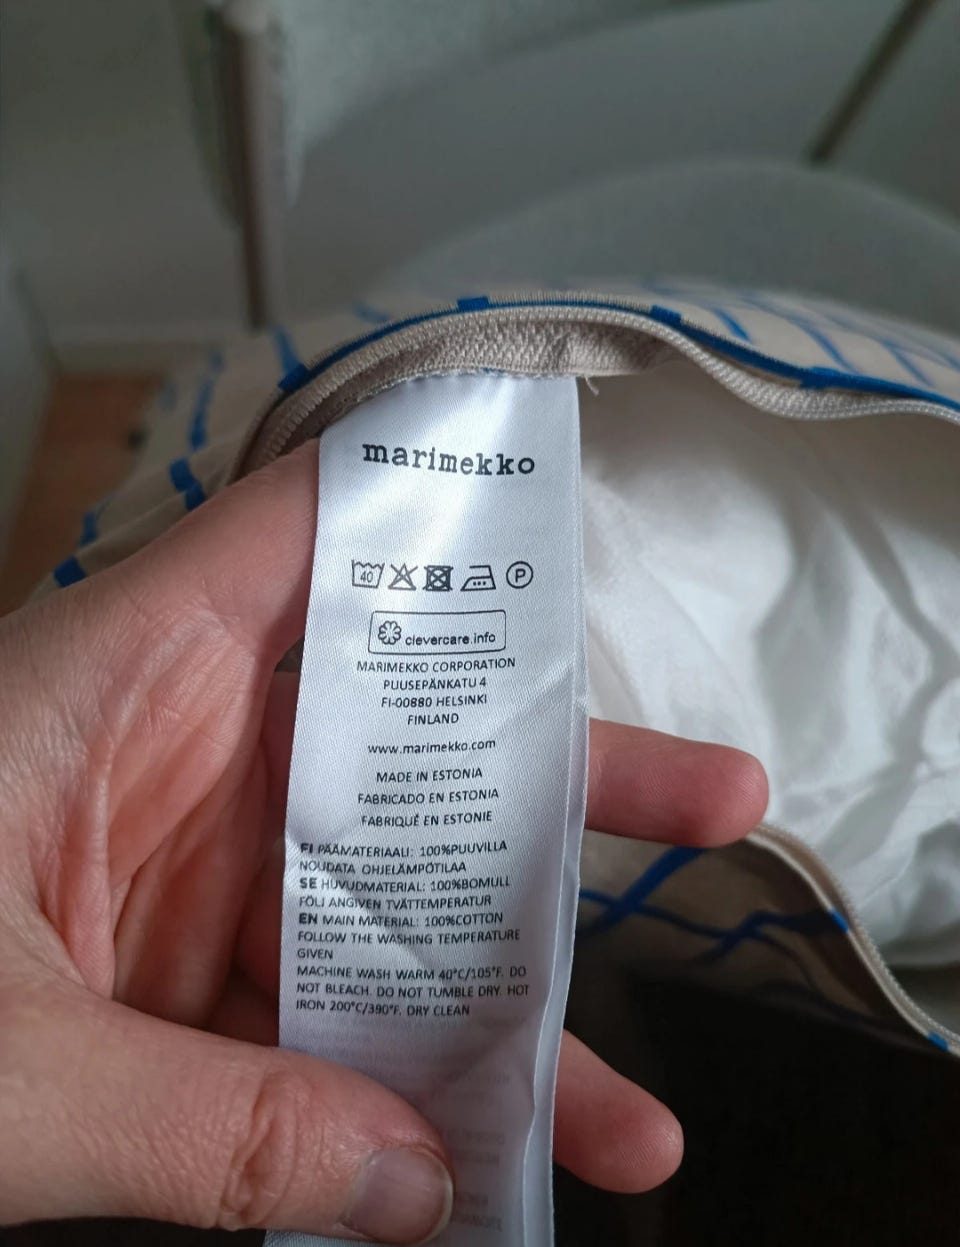 marimekko
40 P
clevercare.info
MARIMEKKO CORPORATION
PUUSEPÄNKATU 4
FI-00880 HELSINKI
FINLAND
www.marimekko.com
MADE IN ESTONIA
FABRICADO EN ESTONIA
FABRIQUÉ EN ESTONIE
FI PÄÄMATERIAALI: 100%PUUVILLA
NOUDATA OHJELÄMPÖTILAA
SE HUVUDMATERIAL: 100%BOMULL
FÖLJ ANGIVEN TVÄTTEMPERATUR
EN MAIN MATERIAL: 100%COTTON
FOLLOW THE WASHING TEMPERATURE
GIVEN
MACHINE WASH WARM 40°C/105°F. DO
NOT BLEACH. DO NOT TUMBLE DRY. HOT
IRON 200°C/390°F. DRY CLEAN